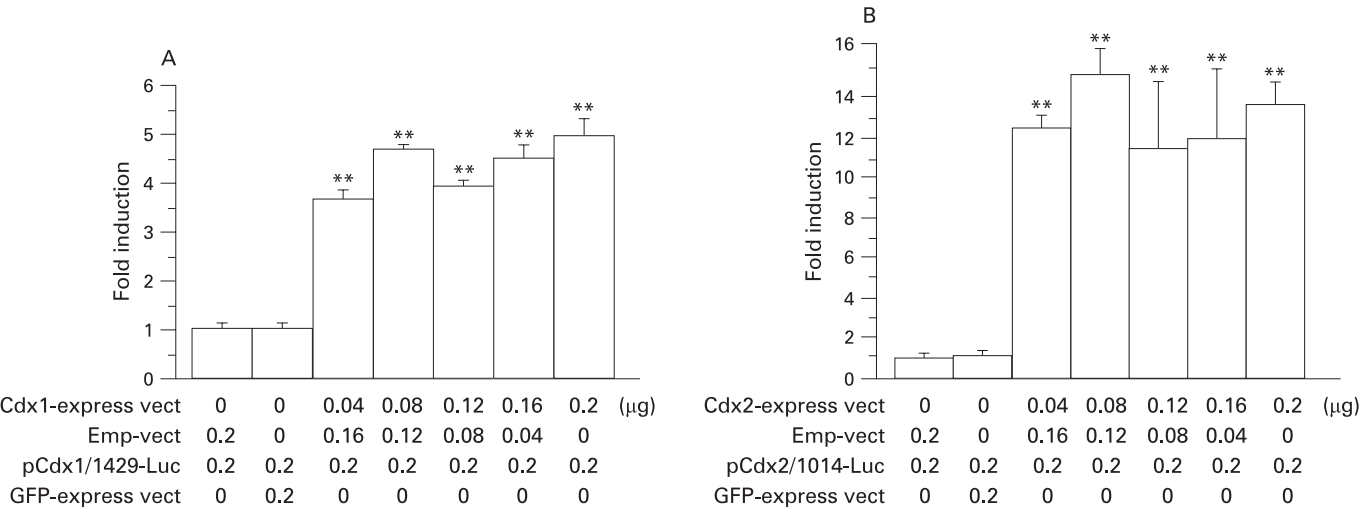 A
Fold induction
6
5
4
3
2
1
0
** ** ** ** **
Cdx1-express vect 0 0 0.04 0.08 0.12 0.16 0.2 (μg)
Emp-vect 0.2 0 0.16 0.12 0.08 0.04 0
pCdx1/1429-Luc 0.2 0.2 0.2 0.2 0.2 0.2 0.2
GFP-express vect 0 0.2 0 0 0 0 0
B
Fold induction
16
14
12
10
8
6
4
2
0
** ** ** ** **
Cdx2-express vect 0 0 0.04 0.08 0.12 0.16 0.2 (μg)
Emp-vect 0.2 0 0.16 0.12 0.08 0.04 0
pCdx2/1014-Luc 0.2 0.2 0.2 0.2 0.2 0.2 0.2
GFP-express vect 0 0.2 0 0 0 0 0